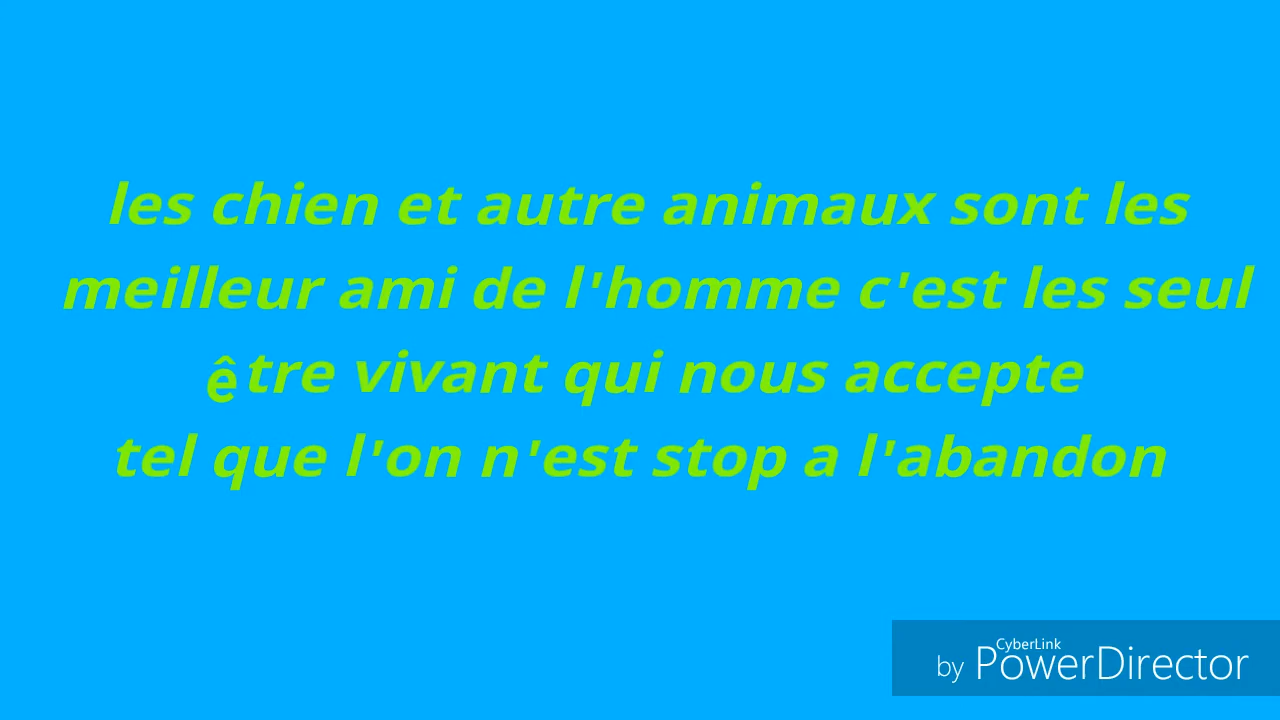 les chien et autre animaux sont les
meilleur ami de l'homme c'est les seul
être vivant qui nous accepte
tel que l'on n'est stop a l'abandon
by CyberLink PowerDirector